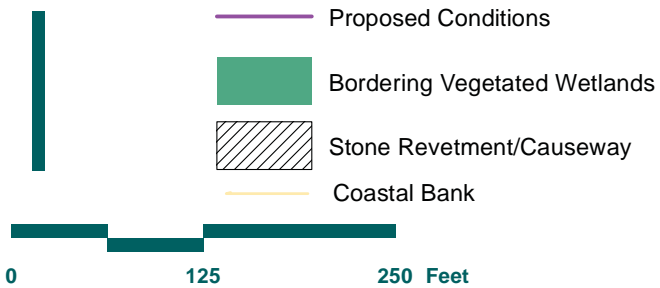 Proposed Conditions
Bordering Vegetated Wetlands
Stone Revetment/Causeway
Coastal Bank
0 125 250 Feet